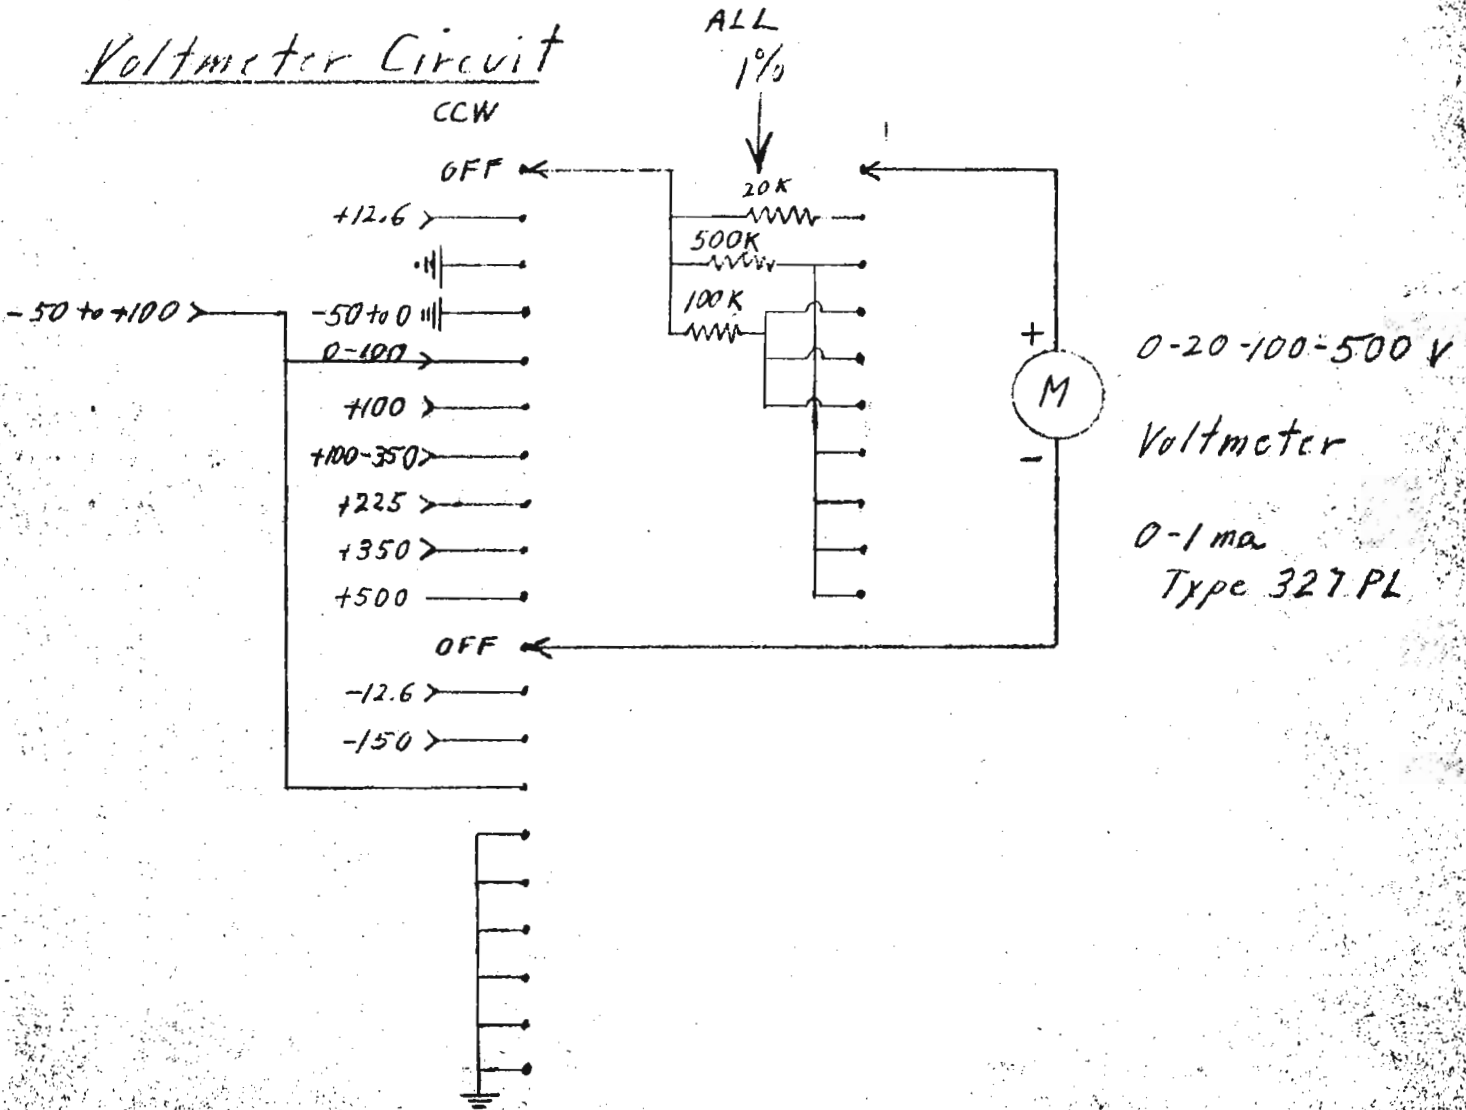 Voltmeter Circuit
ALL
1%
CCW
OFF
20K
+12.6
500K
-50 to +100
-50 to 0
100K
0-100
+100
+100-350
+225
+350
+500
OFF
-12.6
-150
+
M
-
0-20-100-500 V
Voltmeter
0-1 ma
Type 327 PL